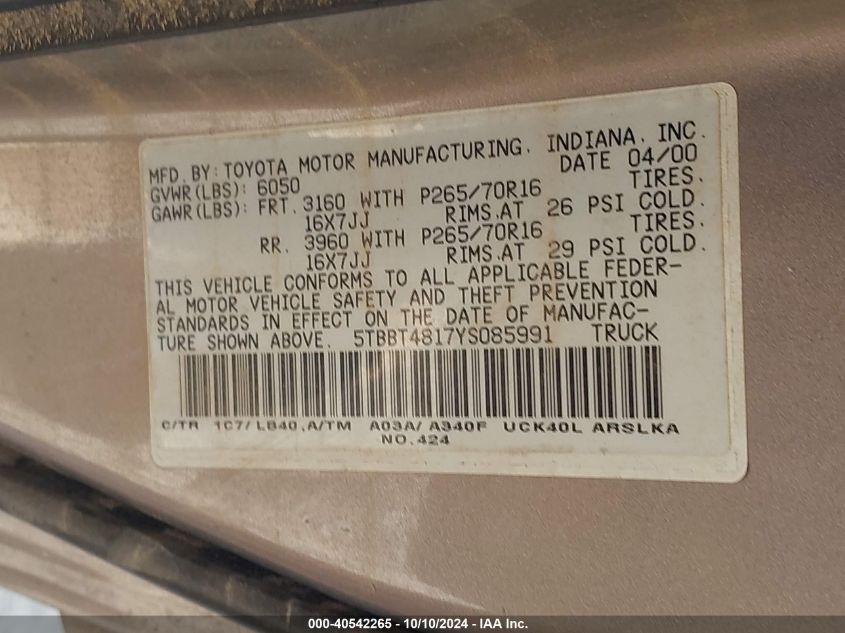 MFD. BY: TOYOTA MOTOR MANUFACTURING, INDIANA, INC.
GVWR(LBS): 6050 DATE 04/00
GAWR(LBS): FRT. 3160 WITH P265/70R16 TIRES.
16X7JJ RIMS.AT 26 PSI COLD.
RR. 3960 WITH P265/70R16 TIRES.
16X7JJ RIMS.AT 29 PSI COLD.
THIS VEHICLE CONFORMS TO ALL APPLICABLE FEDER-
AL MOTOR VEHICLE SAFETY AND THEFT PREVENTION
STANDARDS IN EFFECT ON THE DATE OF MANUFAC-
TURE SHOWN ABOVE. 5TBBT4817YS085991 TRUCK
C/TR 1C7/ LB40,A/TM A03A/ A340F UCK40L ARSLKA
NO.424
000-40542265 - 10/10/2024 - IAA Inc.